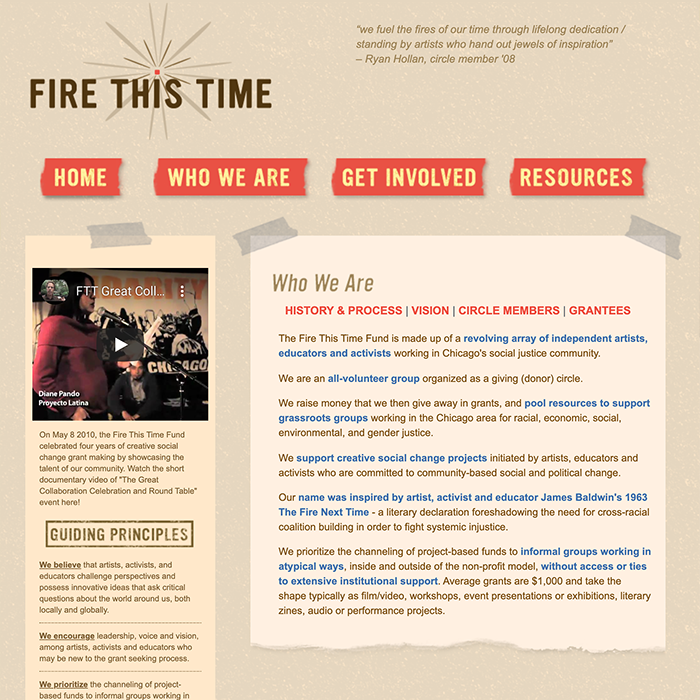 FIRE THIS TIME
"we fuel the fires of our time through lifelong dedication /
standing by artists who hand out jewels of inspiration"
– Ryan Hollan, circle member '08
HOME
WHO WE ARE
GET INVOLVED
RESOURCES
FTT Great Coll...
CHICAGO
Diane Pando
Proyecto Latina
On May 8 2010, the Fire This Time Fund
celebrated four years of creative social
change grant making by showcasing the
talent of our community. Watch the short
documentary video of "The Great
Collaboration Celebration and Round Table"
event here!
GUIDING PRINCIPLES
We believe that artists, activists, and
educators challenge perspectives and
possess innovative ideas that ask critical
questions about the world around us, both
locally and globally.
We encourage leadership, voice and vision,
among artists, activists and educators who
may be new to the grant seeking process.
We prioritize the channeling of project-
based funds to informal groups working in
Who We Are
HISTORY & PROCESS | VISION | CIRCLE MEMBERS | GRANTEES
The Fire This Time Fund is made up of a revolving array of independent artists,
educators and activists working in Chicago's social justice community.
We are an all-volunteer group organized as a giving (donor) circle.
We raise money that we then give away in grants, and pool resources to support
grassroots groups working in the Chicago area for racial, economic, social,
environmental, and gender justice.
We support creative social change projects initiated by artists, educators and
activists who are committed to community-based social and political change.
Our name was inspired by artist, activist and educator James Baldwin's 1963
The Fire Next Time - a literary declaration foreshadowing the need for cross-racial
coalition building in order to fight systemic injustice.
We prioritize the channeling of project-based funds to informal groups working in
atypical ways, inside and outside of the non-profit model, without access or ties
to extensive institutional support. Average grants are $1,000 and take the
shape typically as film/video, workshops, event presentations or exhibitions, literary
zines, audio or performance projects.